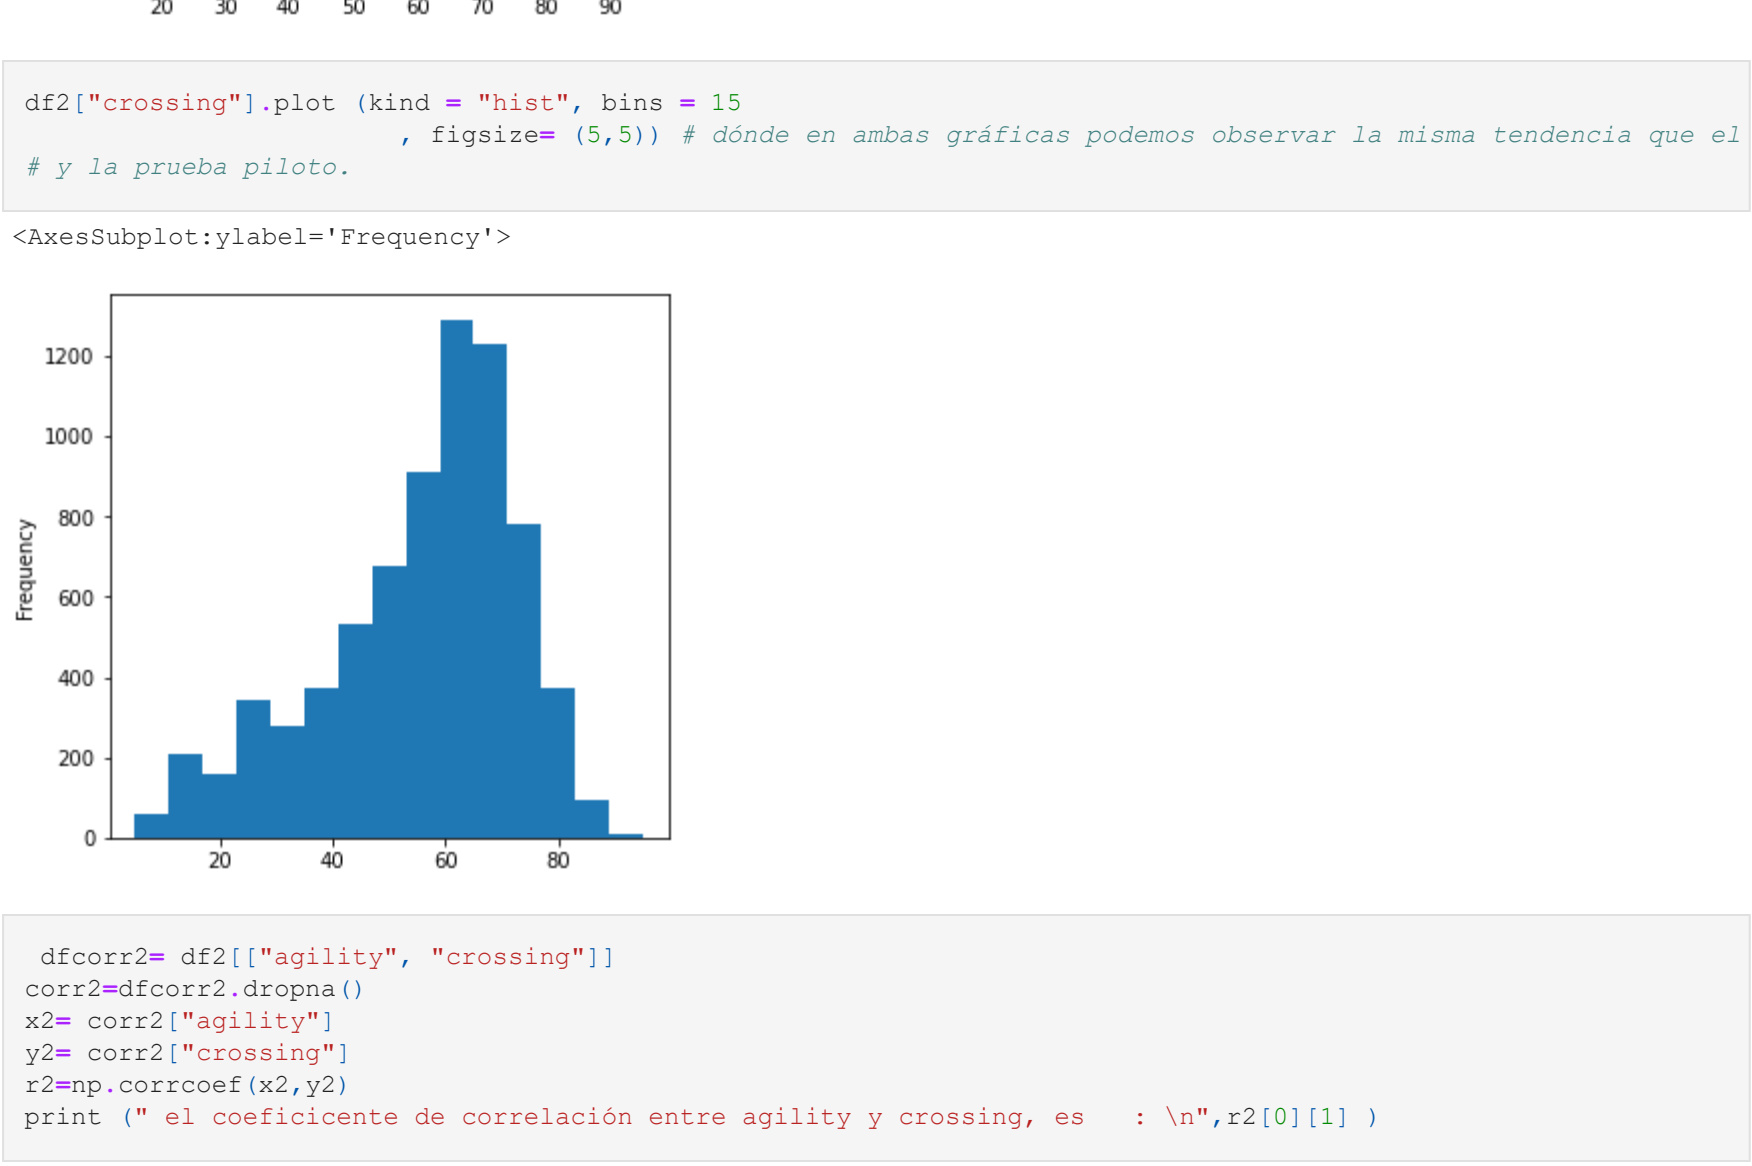 20 30 40 50 60 70 80 90
df2["crossing"].plot (kind = "hist", bins = 15
, figsize= (5,5)) # dónde en ambas gráficas podemos observar la misma tendencia que el
# y la prueba piloto.
<AxesSubplot:ylabel='Frequency'>
1200
1000
800
600
400
200
0
Frequency
20 40 60 80
dfcorr2= df2[["agility", "crossing"]]
corr2=dfcorr2.dropna()
x2= corr2["agility"]
y2= corr2["crossing"]
r2=np.corrcoef(x2,y2)
print (" el coeficicente de correlación entre agility y crossing, es   : \n",r2[0][1] )